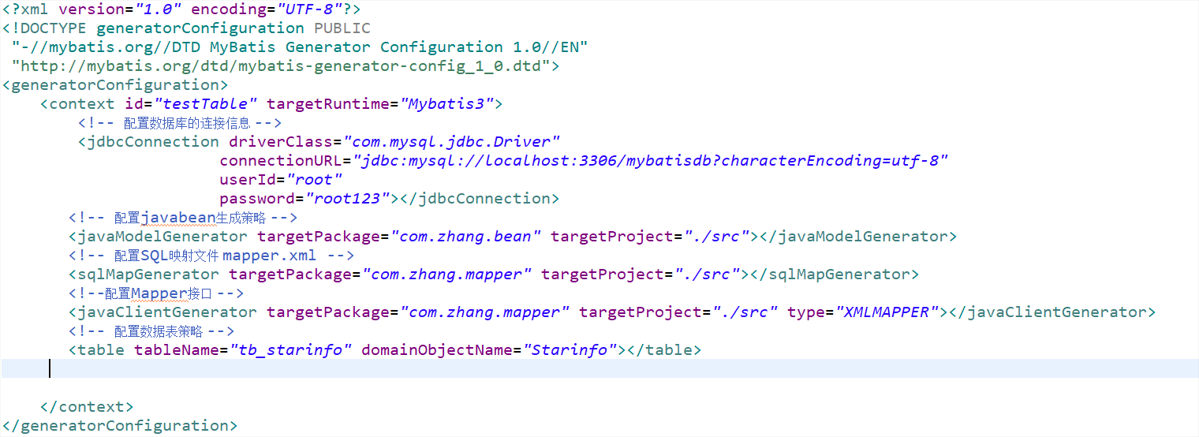 <?xml version="1.0" encoding="UTF-8"?>
<!DOCTYPE generatorConfiguration PUBLIC
 "-//mybatis.org//DTD MyBatis Generator Configuration 1.0//EN"
 "http://mybatis.org/dtd/mybatis-generator-config_1_0.dtd">
<generatorConfiguration>
    <context id="testTable" targetRuntime="Mybatis3">
        <!-- 配置数据库的连接信息 -->
        <jdbcConnection driverClass="com.mysql.jdbc.Driver"
                       connectionURL="jdbc:mysql://localhost:3306/mybatisdb?characterEncoding=utf-8"
                       userId="root"
                       password="root123"></jdbcConnection>
       <!-- 配置javabean生成策略 -->
       <javaModelGenerator targetPackage="com.zhang.bean" targetProject="./src"></javaModelGenerator>
       <!-- 配置SQL映射文件 mapper.xml -->
       <sqlMapGenerator targetPackage="com.zhang.mapper" targetProject="./src"></sqlMapGenerator>
       <!--配置Mapper接口 -->
       <javaClientGenerator targetPackage="com.zhang.mapper" targetProject="./src" type="XMLMAPPER"></javaClientGenerator>
       <!-- 配置数据表策略 -->
       <table tableName="tb_starinfo" domainObjectName="Starinfo"></table>
    </context>
</generatorConfiguration>